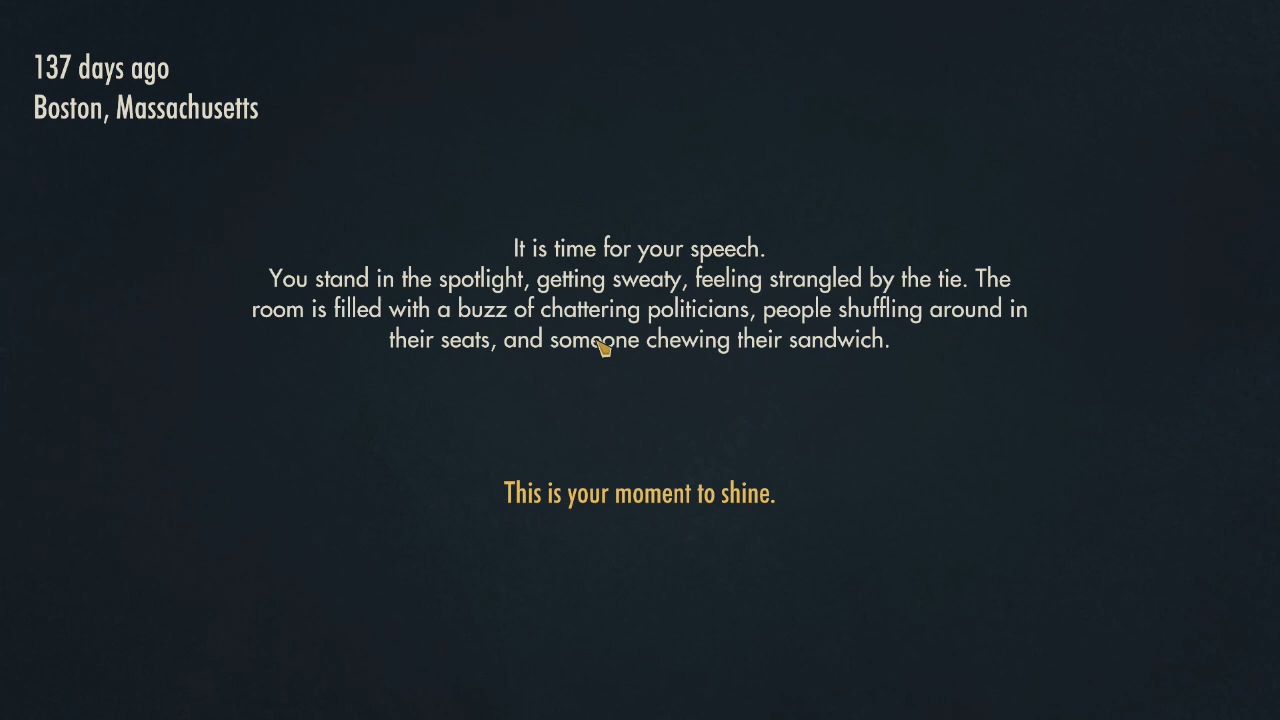 137 days ago
Boston, Massachusetts
It is time for your speech.
You stand in the spotlight, getting sweaty, feeling strangled by the tie. The
room is filled with a buzz of chattering politicians, people shuffling around in
their seats, and someone chewing their sandwich.
This is your moment to shine.